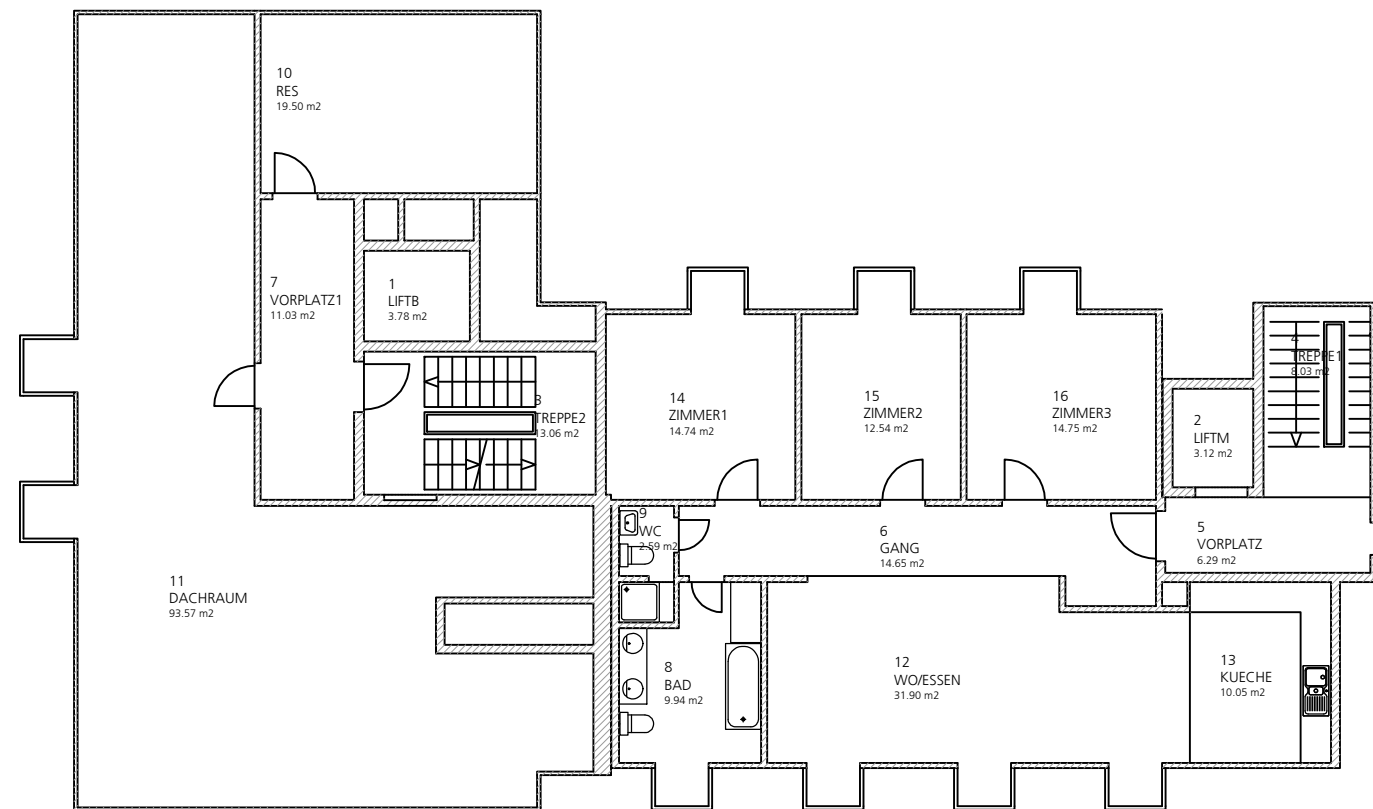 10
RES
19.50 m2
7
VORPLATZ1
11.03 m2
1
LIFTB
3.78 m2
3
TREPPE2
13.06 m2
14
ZIMMER1
14.74 m2
15
ZIMMER2
12.54 m2
16
ZIMMER3
14.75 m2
4
TREPPE1
8.03 m2
2
LIFTM
3.12 m2
9
WC
2.59 m2
6
GANG
14.65 m2
5
VORPLATZ
6.29 m2
11
DACHRAUM
93.57 m2
8
BAD
9.94 m2
12
WO/ESSEN
31.90 m2
13
KUECHE
10.05 m2